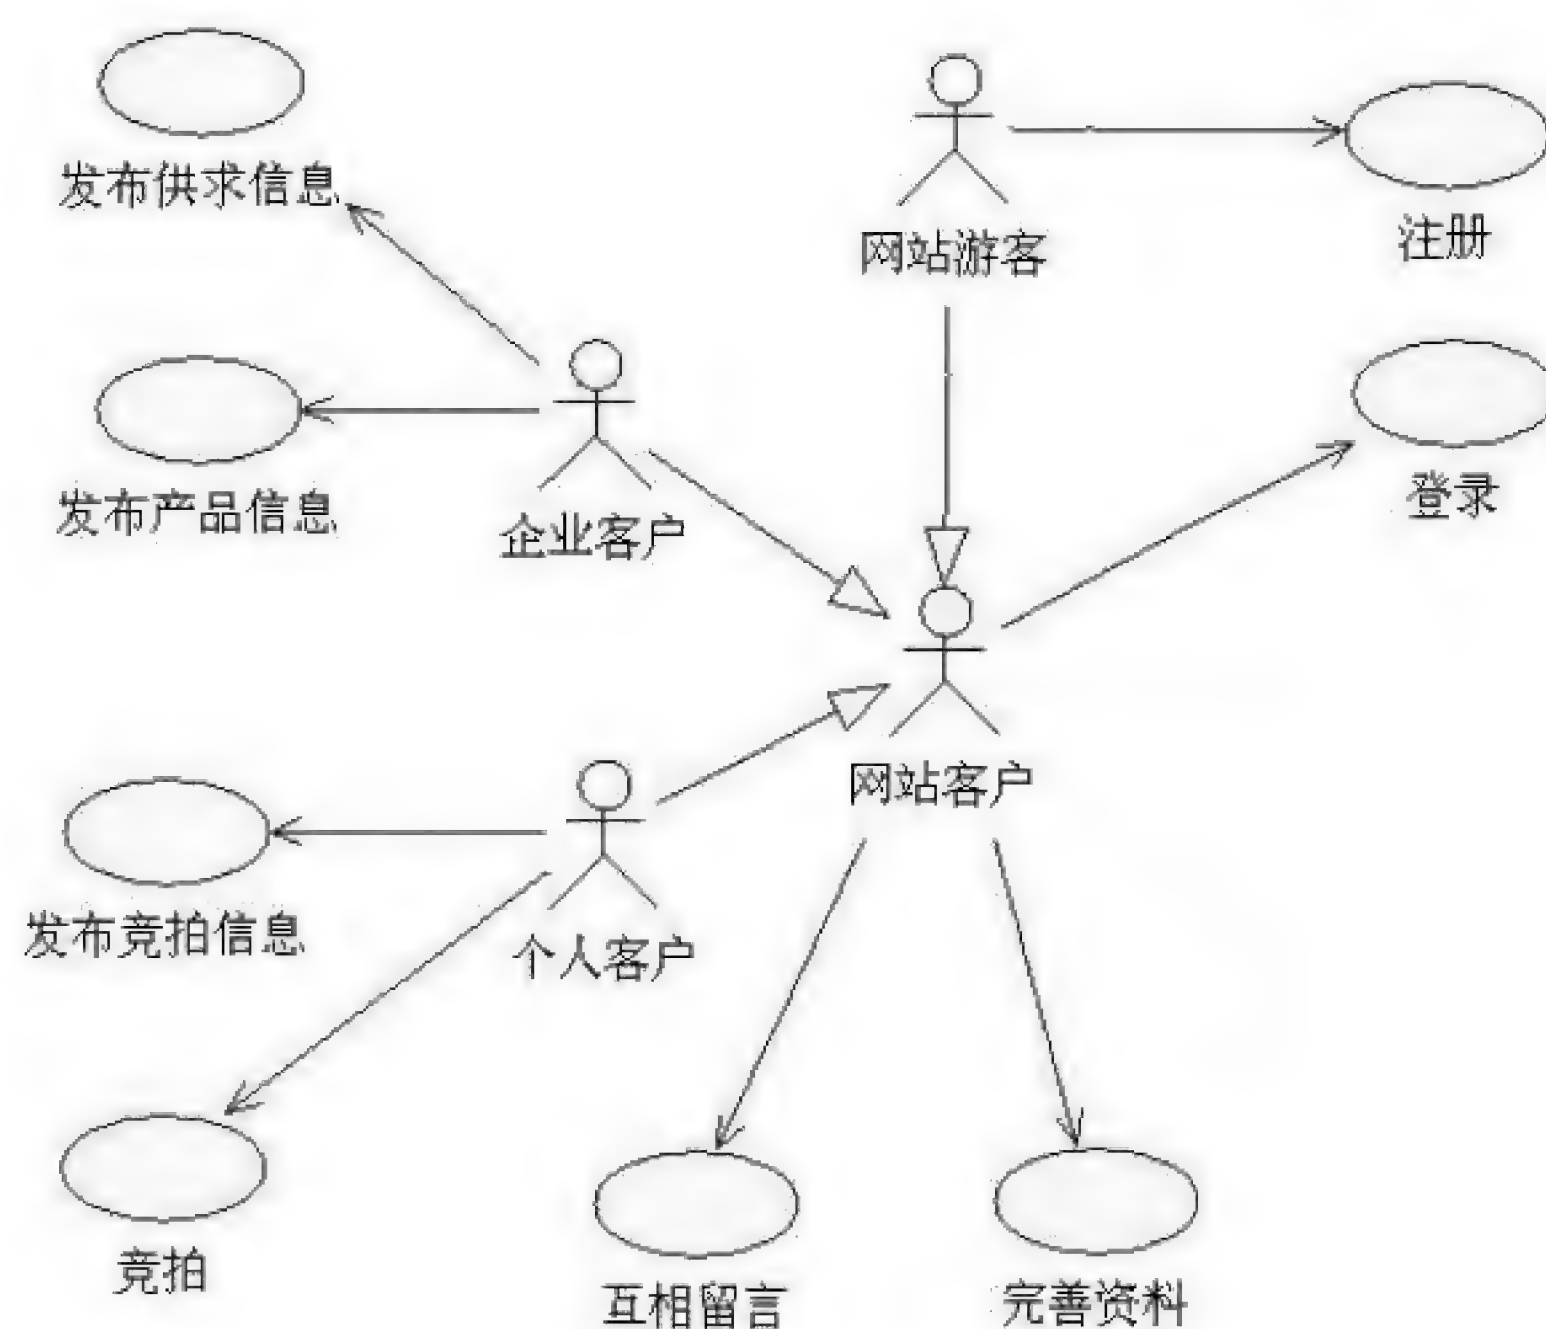 发布供求信息
网站游客
注册
发布产品信息
企业客户
登录
网站客户
发布竞拍信息
个人客户
竞拍
互相留言
完善资料